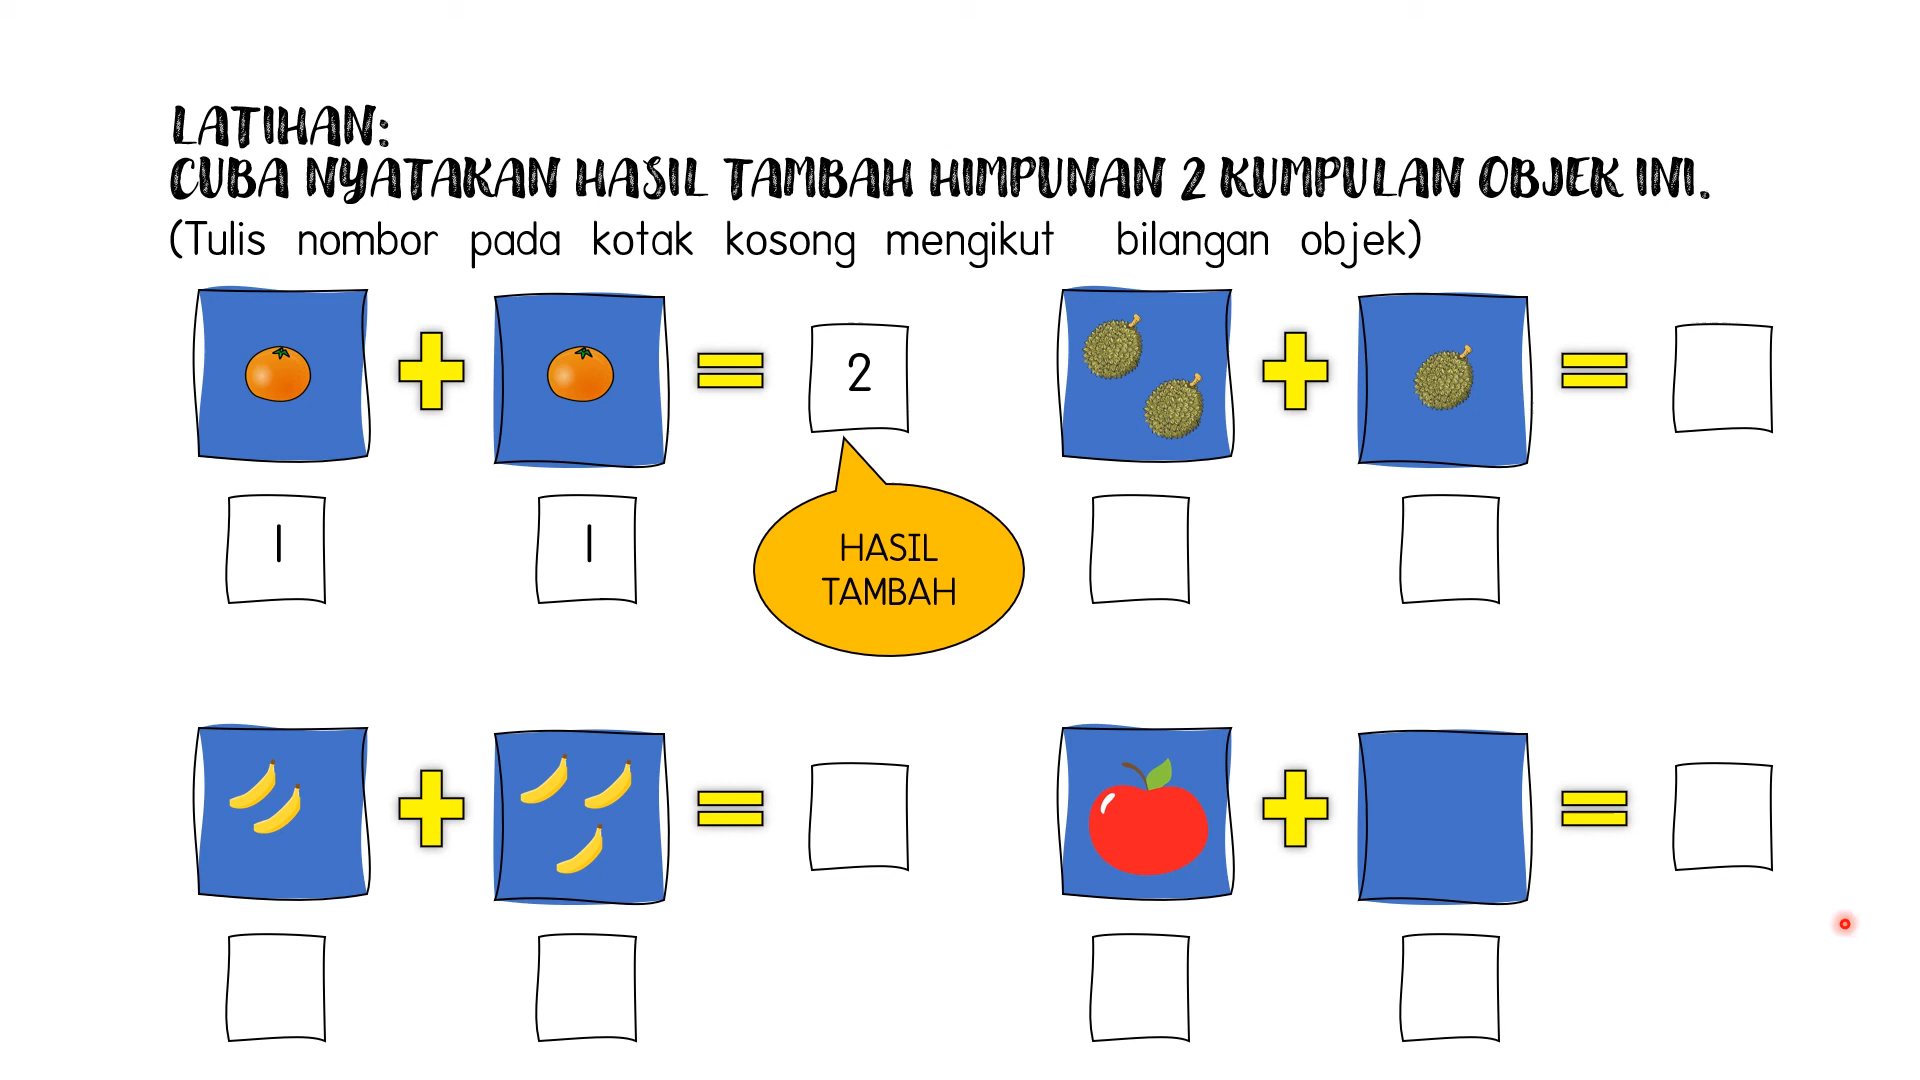 LATIHAN:
CUBA NYATAKAN HASIL TAMBAH HIMPUNAN 2 KUMPULAN OBJEK INI.
(Tulis nombor pada kotak kosong mengikut bilangan objek)
2
1 1
HASIL
TAMBAH